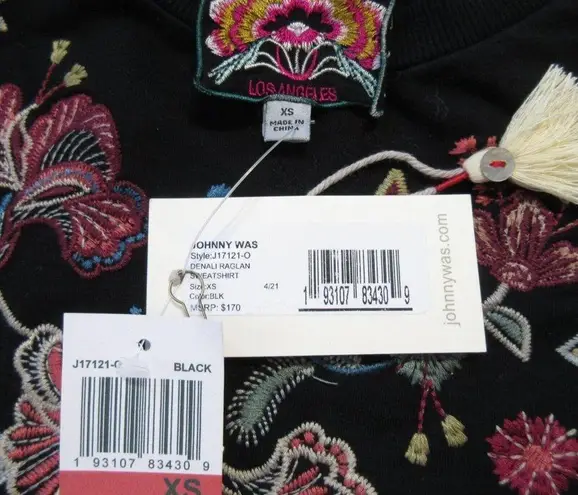 LOS ANGELES
XS
MADE IN
CHINA
JOHNNY WAS
Style:J17121-O
DENALI RAGLAN
SWEATSHIRT
Size:XS 4/21
Color:BLK
MSRP: $170
1 93107 83430 9
johnnywas.com
J17121-O BLACK
1 93107 83430 9
XS